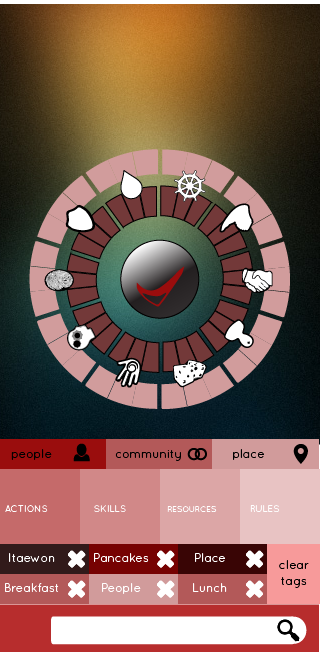 people community place
ACTIONS SKILLS RESOURCES RULES
Itaewon Pancakes Place
Breakfast People Lunch
clear
tags